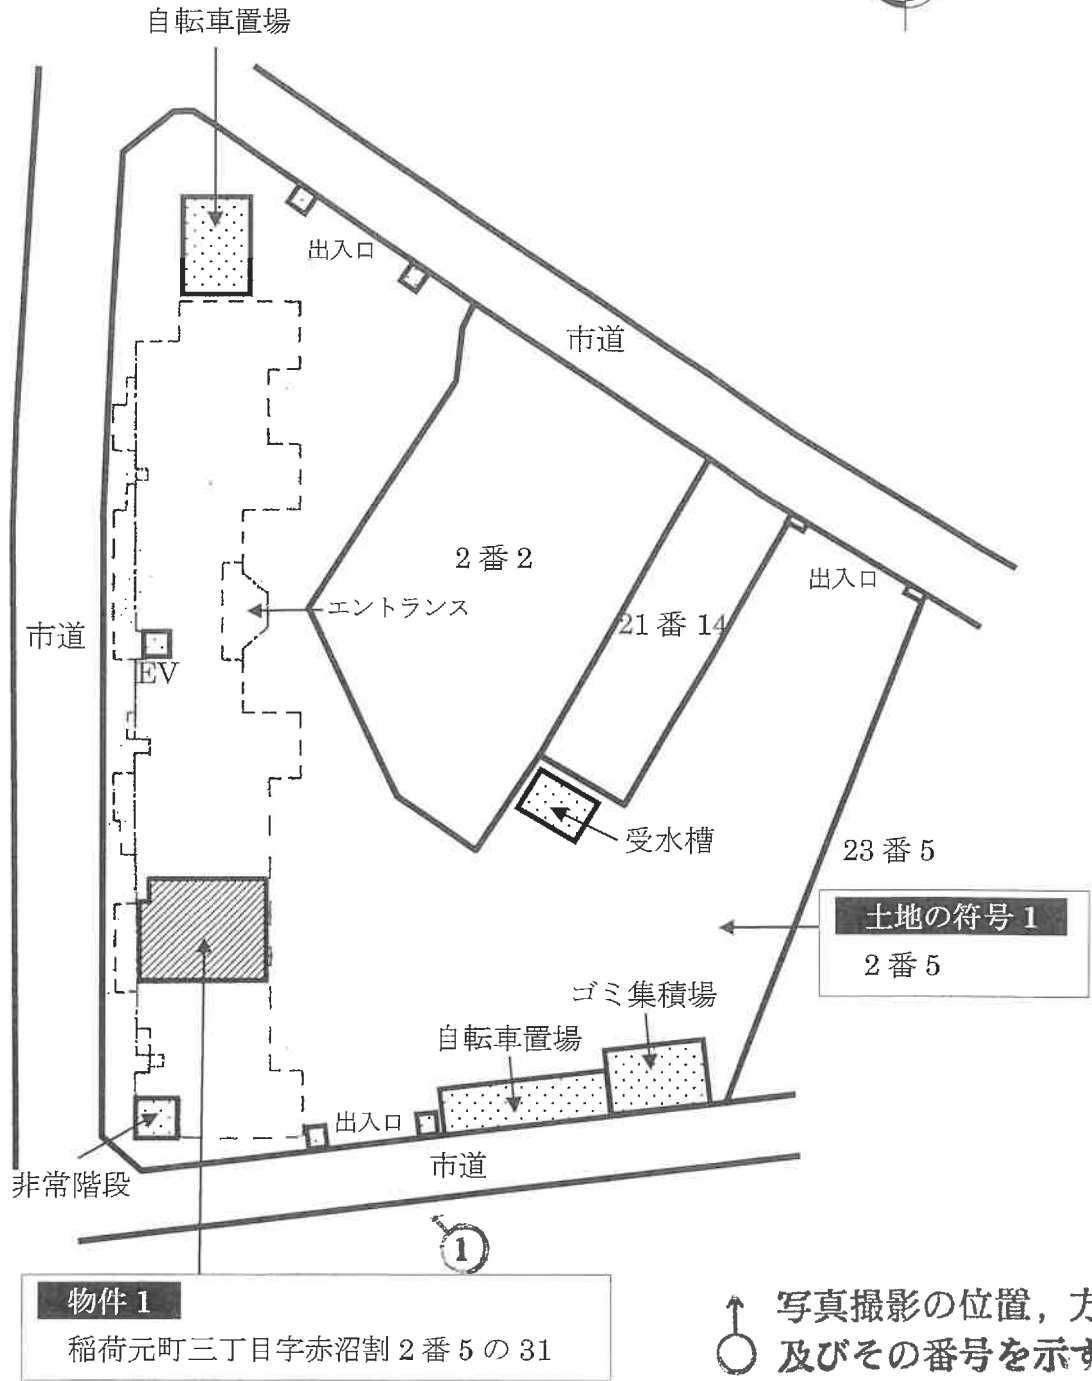 自転車置場
出入口
市道
2番2
21番14
出入口
エントランス
市道
EV
受水槽
23番5
土地の符号1
2番5
ゴミ集積場
自転車置場
出入口
市道
非常階段
1
物件1
稲荷元町三丁目字赤沼割2番5の31
写真撮影の位置，方
及びその番号を示す